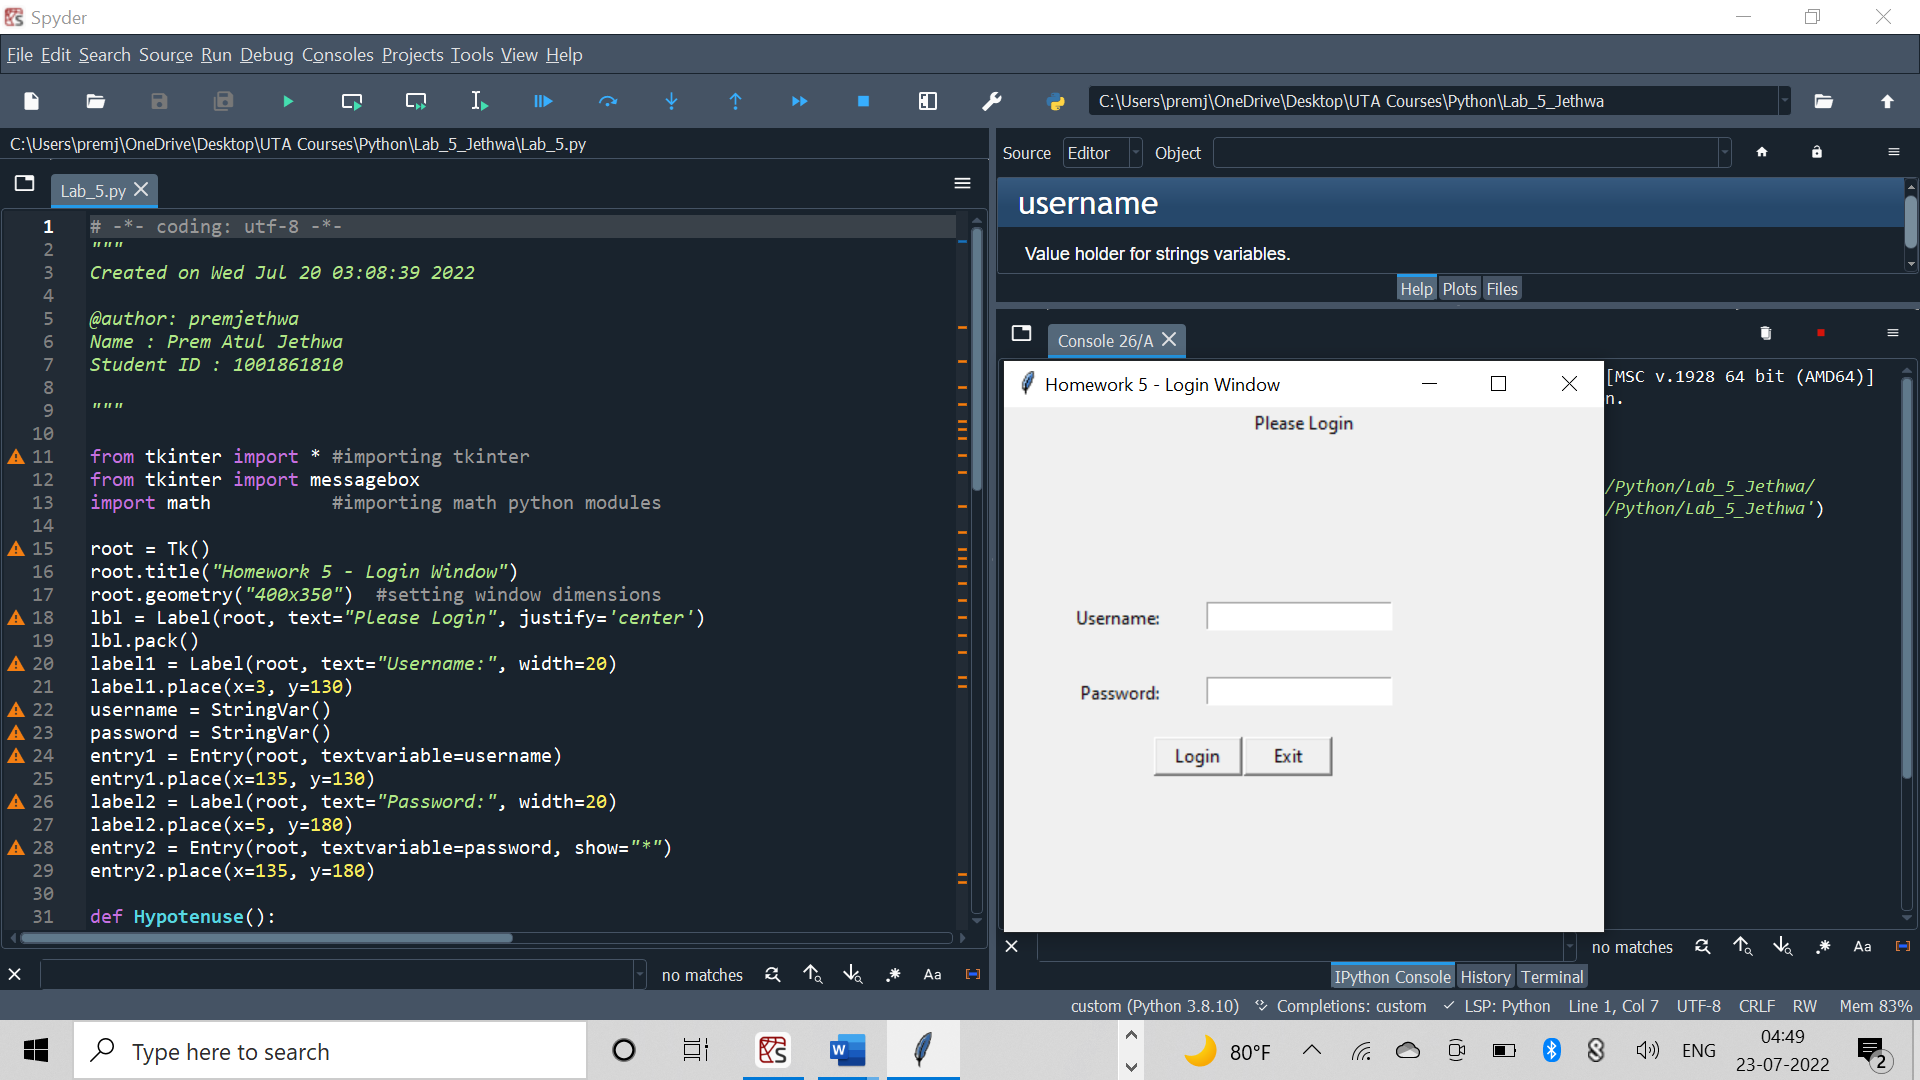 Spyder
File Edit Search Source Run Debug Consoles Projects Tools View Help
C:\Users\premj\OneDrive\Desktop\UTA Courses\Python\Lab_5_Jethwa
C:\Users\premj\OneDrive\Desktop\UTA Courses\Python\Lab_5_Jethwa\Lab_5.py
Lab_5.py
1 # -*- coding: utf-8 -*-
2 """
3 Created on Wed Jul 20 03:08:39 2022
4
5 @author: premjethwa
6 Name : Prem Atul Jethwa
7 Student ID : 1001861810
8
9 """
10
11 from tkinter import * #importing tkinter
12 from tkinter import messagebox
13 import math           #importing math python modules
14
15 root = Tk()
16 root.title("Homework 5 - Login Window")
17 root.geometry("400x350")  #setting window dimensions
18 lbl = Label(root, text="Please Login", justify='center')
19 lbl.pack()
20 label1 = Label(root, text="Username:", width=20)
21 label1.place(x=3, y=130)
22 username = StringVar()
23 password = StringVar()
24 entry1 = Entry(root, textvariable=username)
25 entry1.place(x=135, y=130)
26 label2 = Label(root, text="Password:", width=20)
27 label2.place(x=5, y=180)
28 entry2 = Entry(root, textvariable=password, show="*")
29 entry2.place(x=135, y=180)
30
31 def Hypotenuse():
no matches Aa
Source Editor Object
username
Value holder for strings variables.
Help Plots Files
Console 26/A
[MSC v.1928 64 bit (AMD64)]
n.
/Python/Lab_5_Jethwa/
/Python/Lab_5_Jethwa')
Homework 5 - Login Window
Please Login
Username:
Password:
Login Exit
no matches Aa
IPython Console History Terminal
custom (Python 3.8.10) Completions: custom LSP: Python Line 1, Col 7 UTF-8 CRLF RW Mem 83%
Type here to search
W
80°F
ENG
04:49
23-07-2022
2